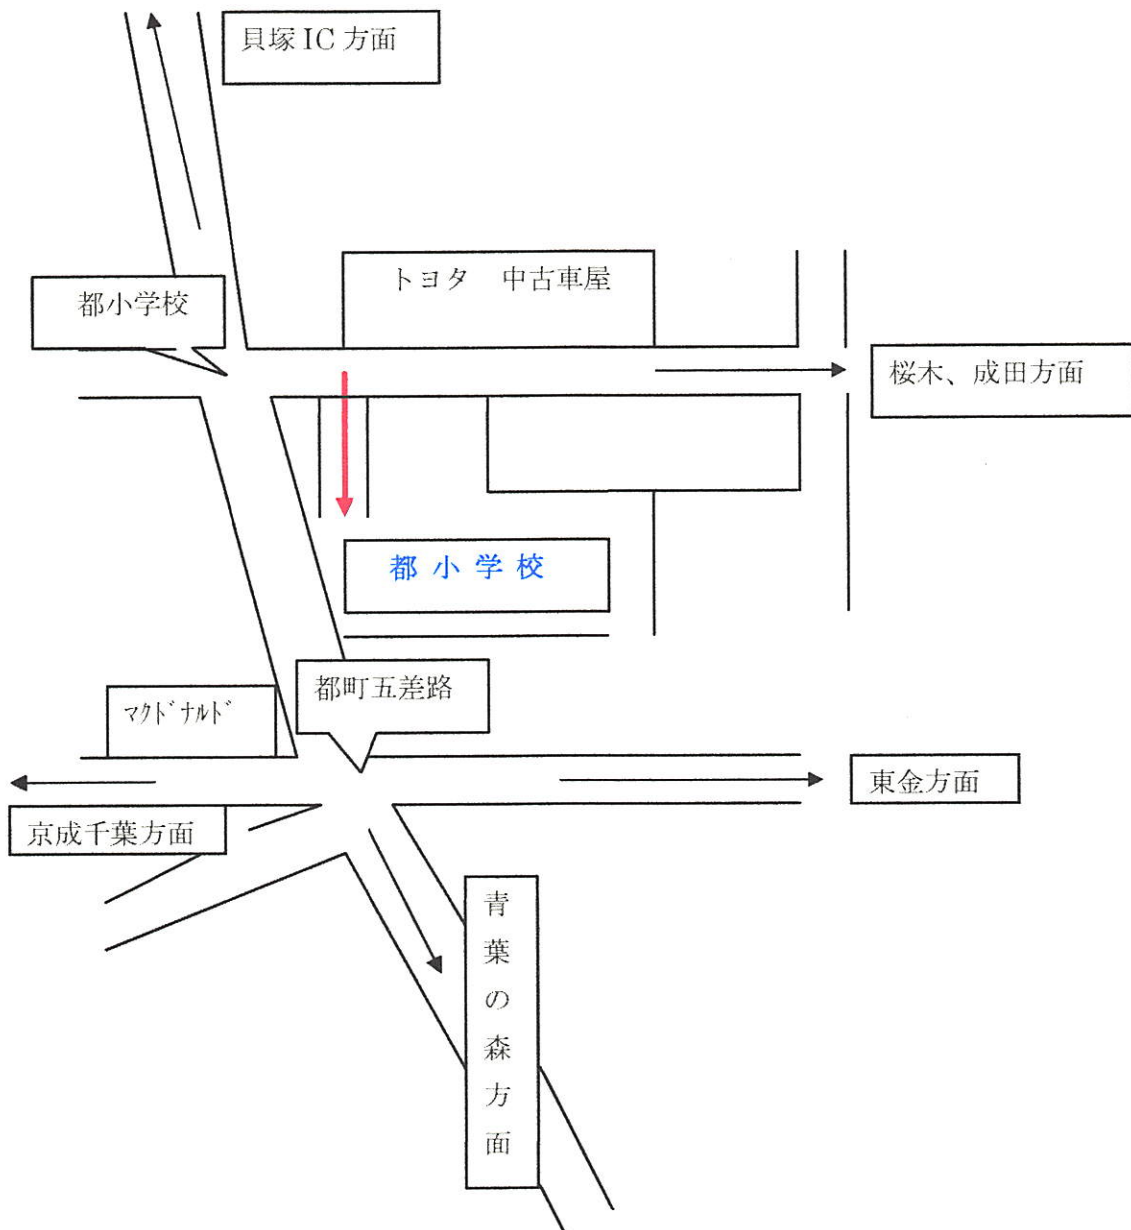 貝塚IC方面
トヨタ　中古車屋
都小学校
桜木、成田方面
都小学校
都町五差路
ﾏｸﾄﾞﾅﾙﾄﾞ
東金方面
京成千葉方面
青葉の森方面